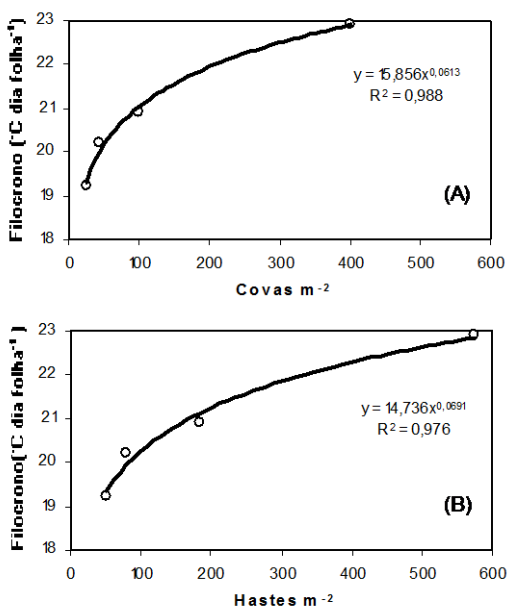 Filocrono (°C dia folha⁻¹)
23
22
21
20
19
18
y = 15,856x^0,0613
R² = 0,988
(A)
0 100 200 300 400 500 600
Covas m⁻²
Filocrono(°C dia folha⁻¹)
23
22
21
20
19
18
y = 14,736x^0,0691
R² = 0,976
(B)
0 100 200 300 400 500 600
Hastes m⁻²